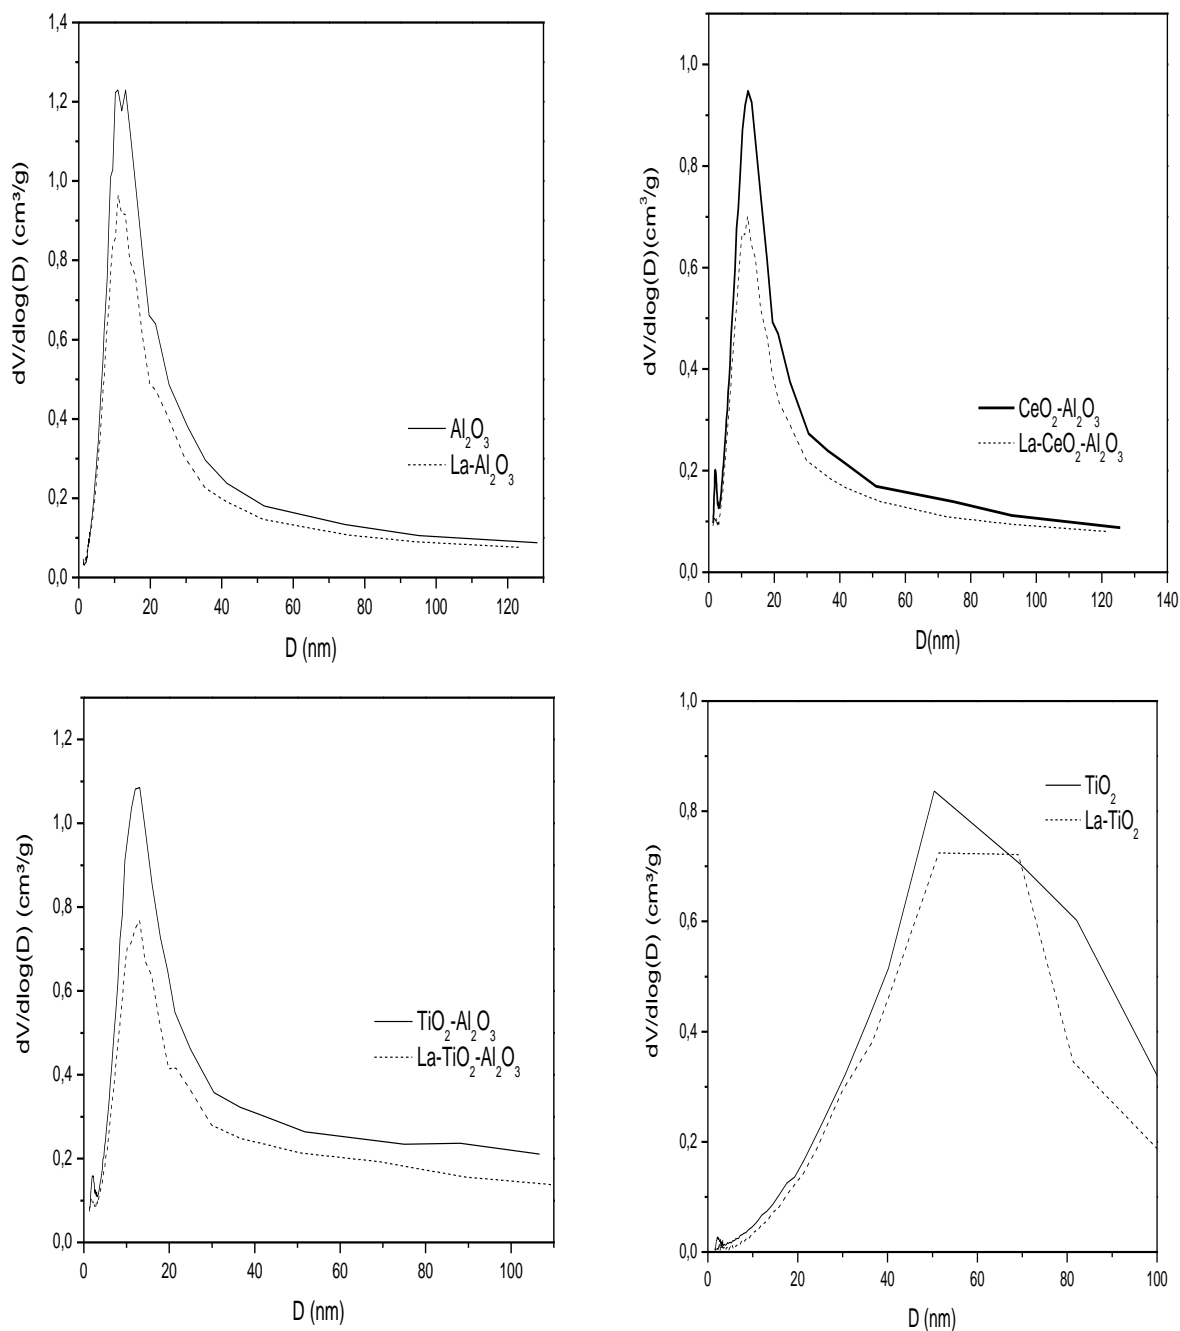 1,4
1,2
1,0
0,8
0,6
0,4
0,2
0,0
dV/dlog(D) (cm³/g)
Al₂O₃
La-Al₂O₃
0 20 40 60 80 100 120
D (nm)
1,0
0,8
0,6
0,4
0,2
0,0
dV/dlog(D)(cm³/g)
CeO₂-Al₂O₃
La-CeO₂-Al₂O₃
0 20 40 60 80 100 120 140
D(nm)
1,2
1,0
0,8
0,6
0,4
0,2
0,0
dV/dlog(D) (cm³/g)
TiO₂-Al₂O₃
La-TiO₂-Al₂O₃
0 20 40 60 80 100
D (nm)
1,0
0,8
0,6
0,4
0,2
0,0
dV/dlog(D) (cm³/g)
TiO₂
La-TiO₂
0 20 40 60 80 100
D (nm)